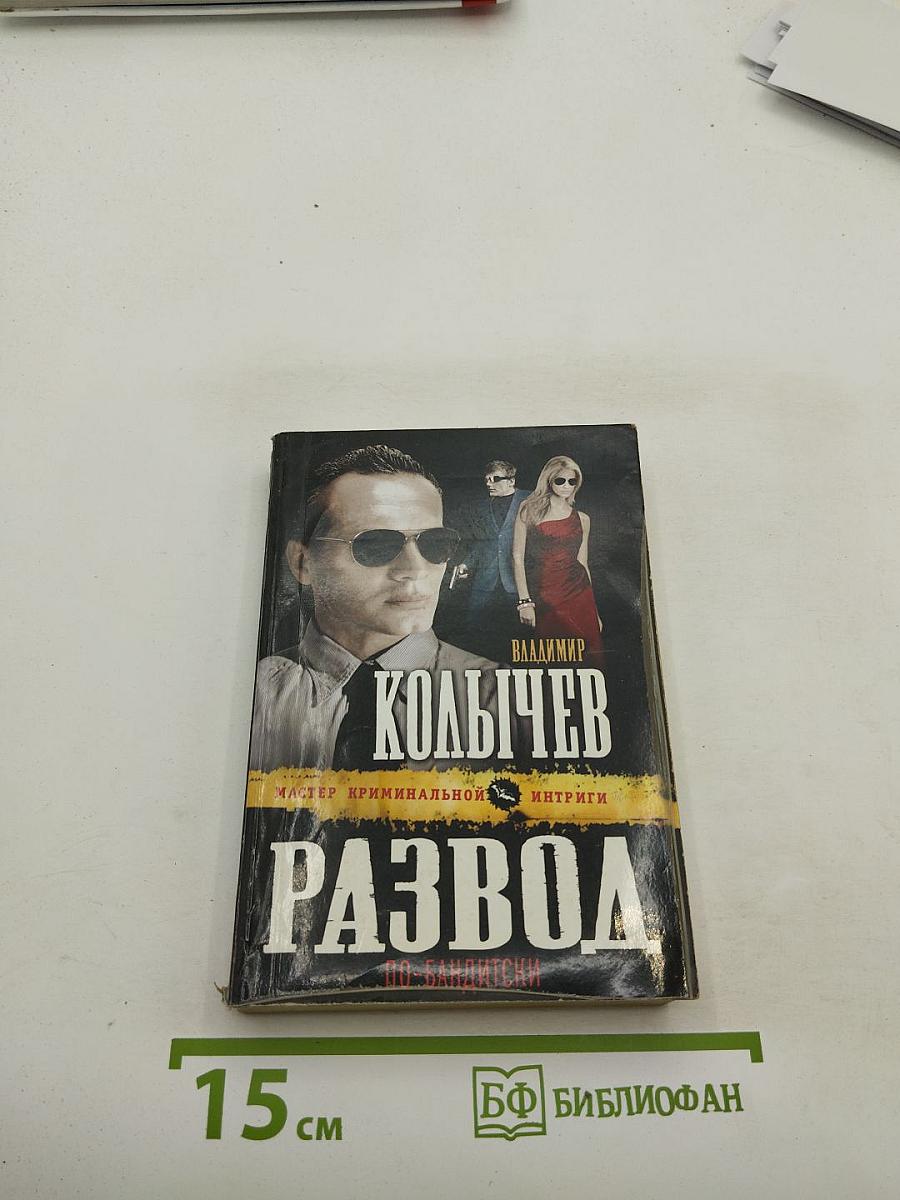 ВЛАДИМИР
КОЛЫЧЕВ
МАСТЕР КРИМИНАЛЬНОЙ ИНТРИГИ
РАЗВОД
ПО-БАНДИТСКИ
15 см
БФ БИБЛИОФАН